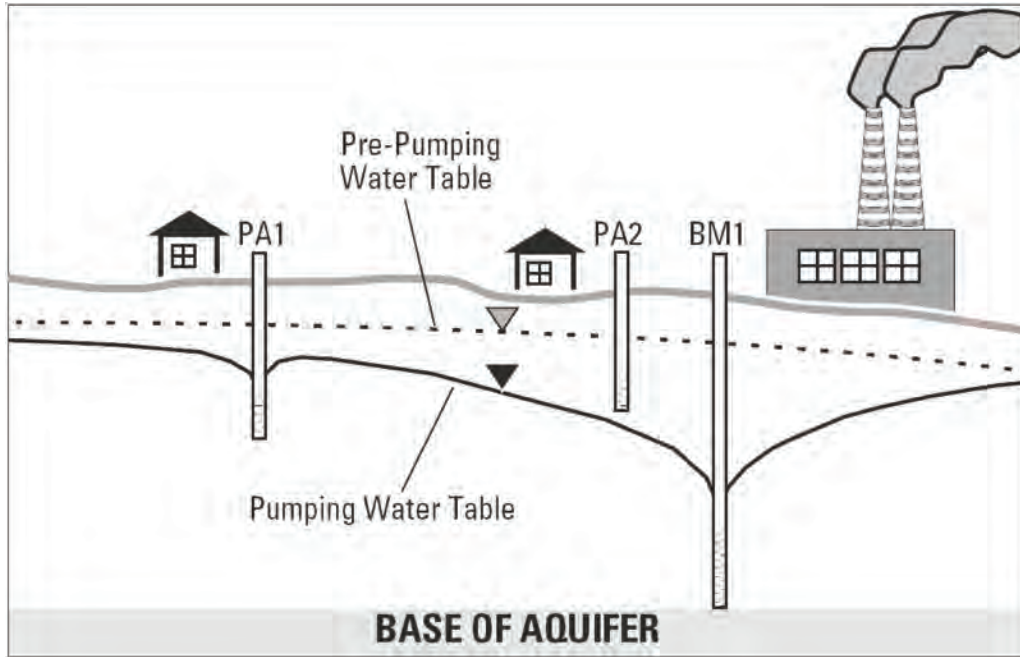 Pre-Pumping
Water Table
PA1
PA2
BM1
Pumping Water Table
BASE OF AQUIFER